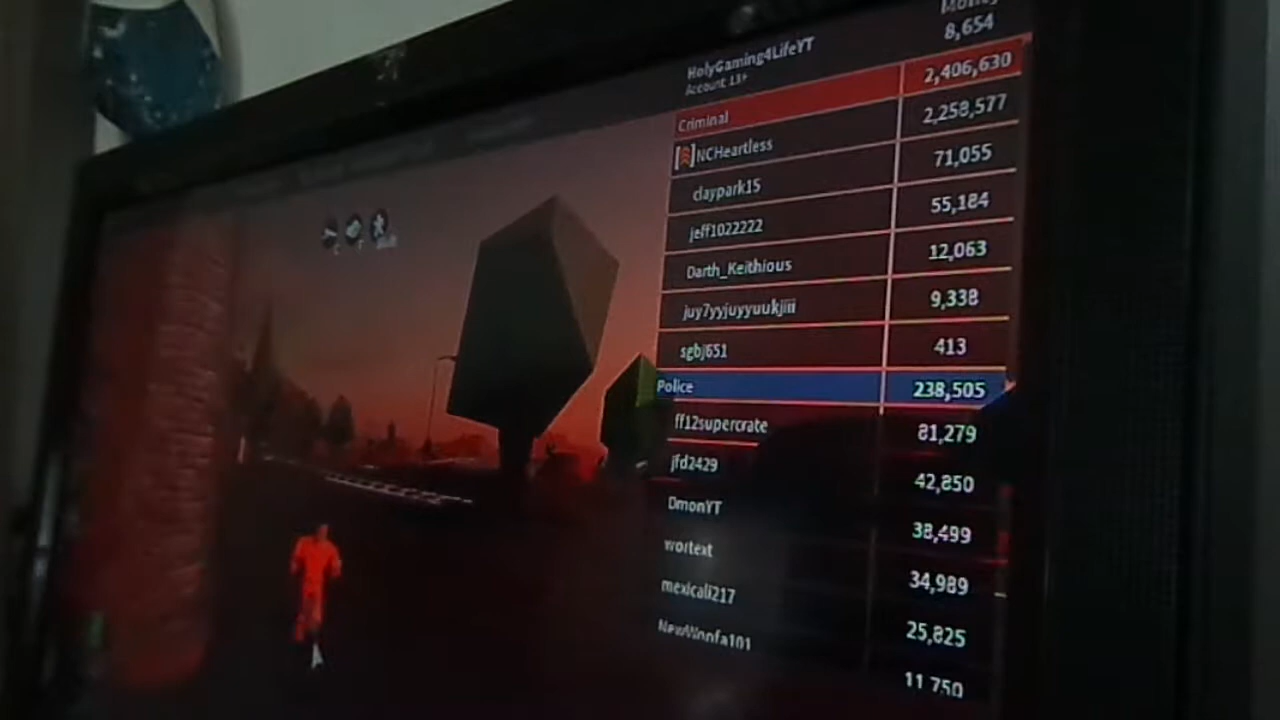 Money
HolyGaming4LifeYT 8,654
Account: 13+
Criminal 2,406,630
NCHeartless 2,258,577
claypark15 71,055
jeff1022222 55,184
Darth_Keithious 12,063
juy7yyjuyyuukjiii 9,338
sgbj651 413
Police 238,505
ff12supercrate 81,279
jfd2429 42,850
DmonYT 38,499
wortext 34,989
mexicali217 25,825
NewWoofa101 11,750